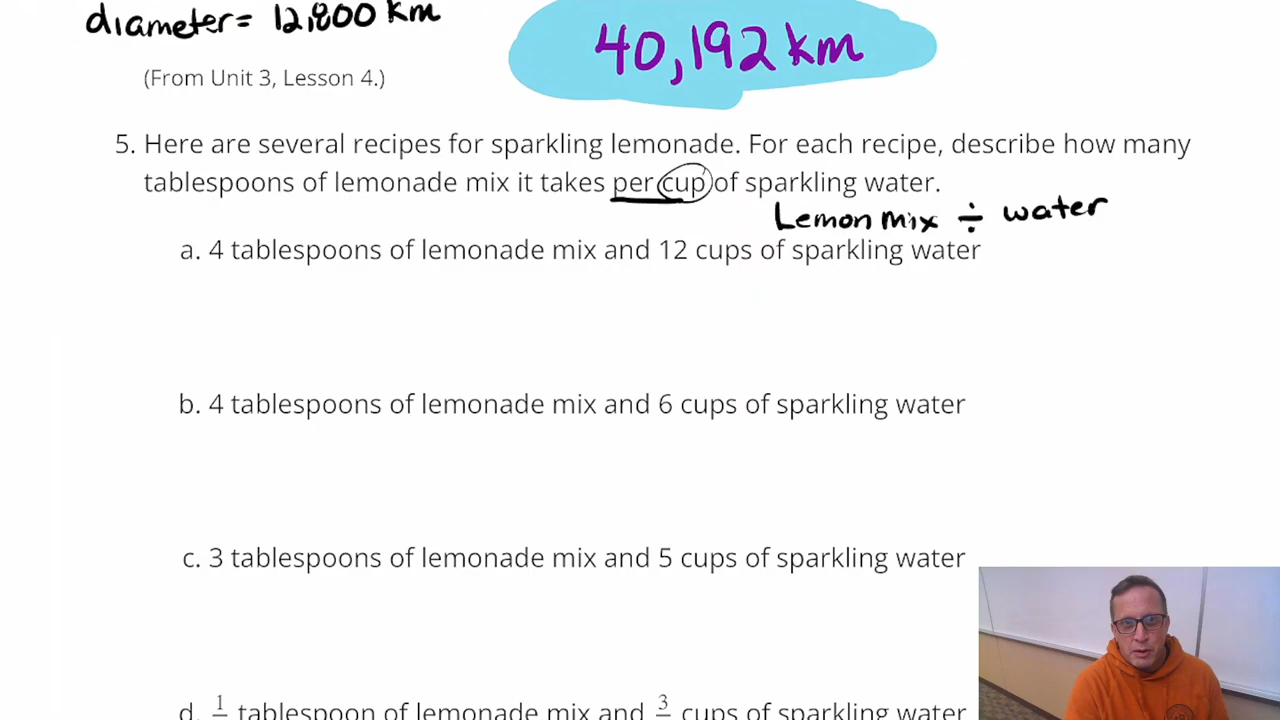 diameter= 12,800 km
40,192 km
(From Unit 3, Lesson 4.)
5. Here are several recipes for sparkling lemonade. For each recipe, describe how many
tablespoons of lemonade mix it takes per cup of sparkling water.
Lemon mix ÷ water
a. 4 tablespoons of lemonade mix and 12 cups of sparkling water
b. 4 tablespoons of lemonade mix and 6 cups of sparkling water
c. 3 tablespoons of lemonade mix and 5 cups of sparkling water
d. 1 tablespoon of lemonade mix and 3 cups of sparkling water